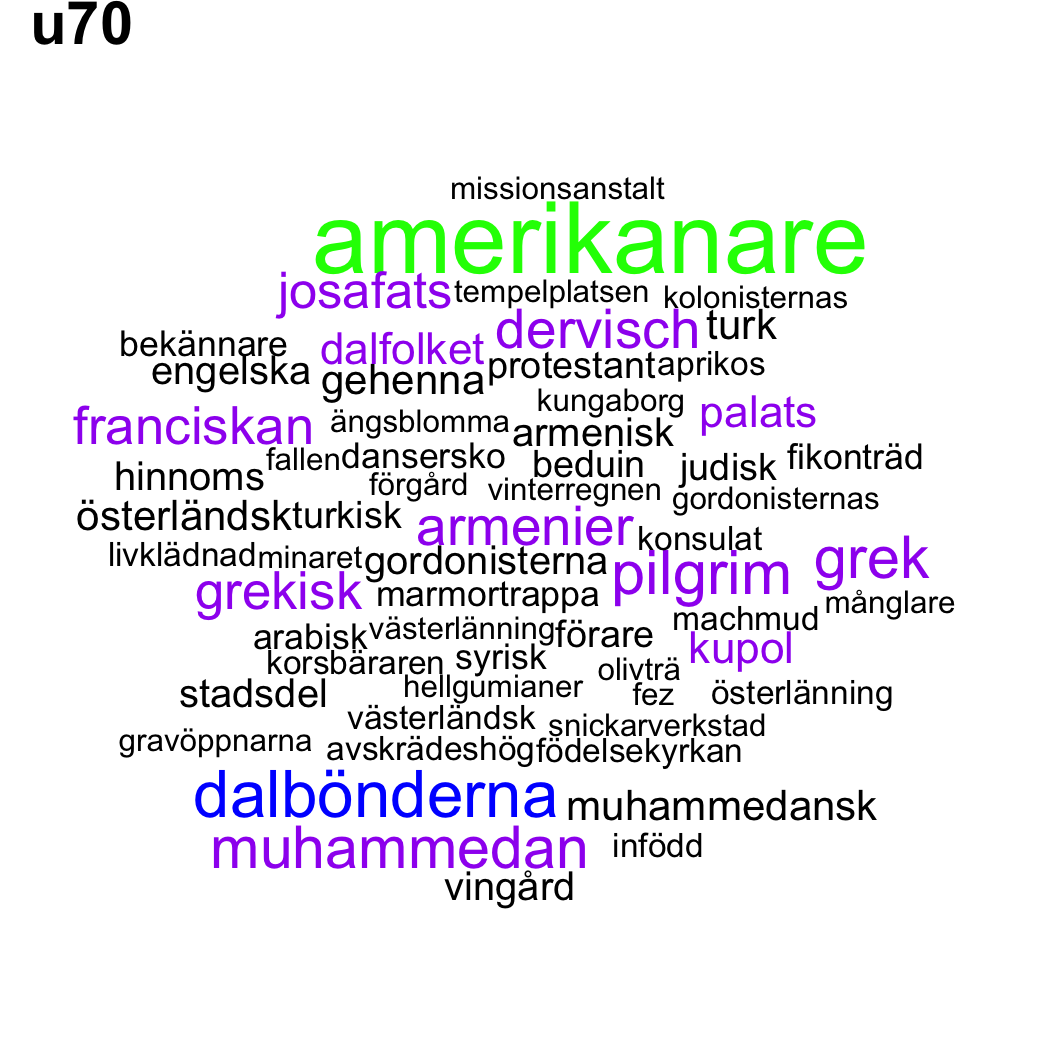 u70
missionsanstalt
amerikanare
josafats tempelplatsen kolonisternas
dervisch turk
bekännare dalfolket
engelska gehenna protestant aprikos
kungaborg palats
franciskan ängsblomma armenisk
fallen dansersko beduin judisk fikonträd
hinnoms förgård vinterregnen gordonisternas
österländsk turkisk armenier konsulat
livklädnad minaret gordonisterna pilgrim grek
grekisk marmortrappa månglare
arabisk västerlänning förare machmud kupol
korsbäraren syrisk olivträ
stadsdel hellgumianer fez österlänning
västerländsk snickarverkstad
gravöppnarna avskrädeshög födelsekyrkan
dalbönderna muhammedansk
muhammedan infödd
vingård